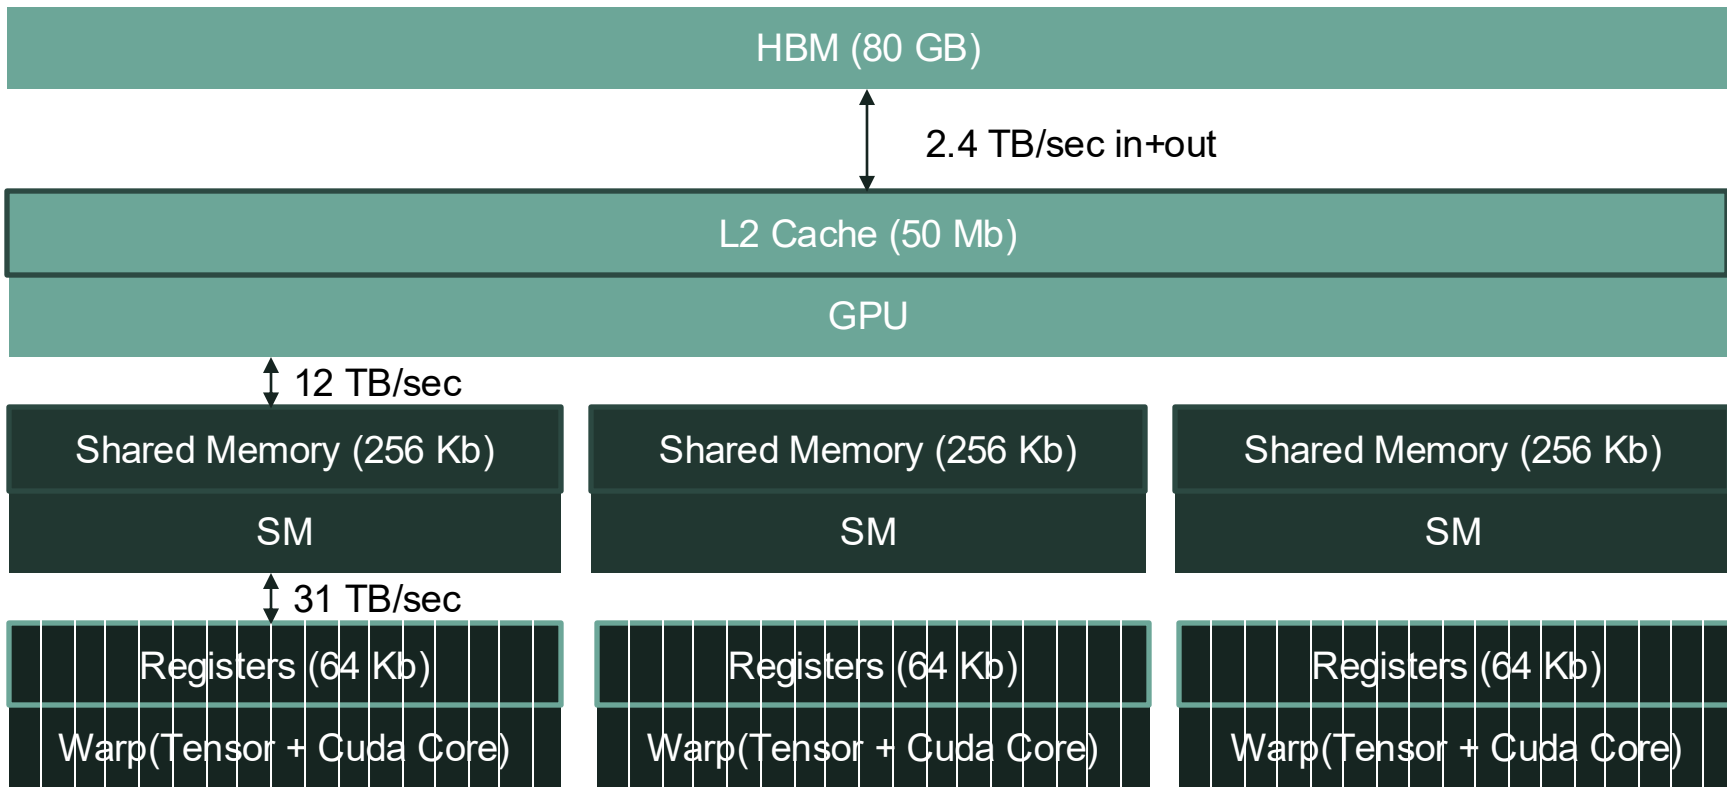 HBM (80 GB)
2.4 TB/sec in+out
L2 Cache (50 Mb)
GPU
12 TB/sec
Shared Memory (256 Kb)
Shared Memory (256 Kb)
Shared Memory (256 Kb)
SM
SM
SM
31 TB/sec
Registers (64 Kb)
Registers (64 Kb)
Registers (64 Kb)
Warp(Tensor + Cuda Core)
Warp(Tensor + Cuda Core)
Warp(Tensor + Cuda Core)